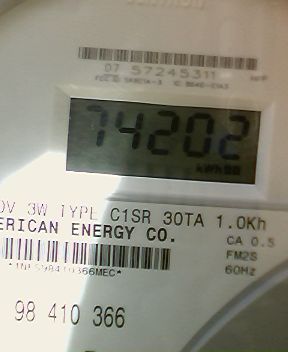 07 57245311
74202
kWh
0V 3W TYPE C1SR 30TA 1.0Kh
ERICAN ENERGY CO. CA 0.5
FM2S
60Hz
98 410 366